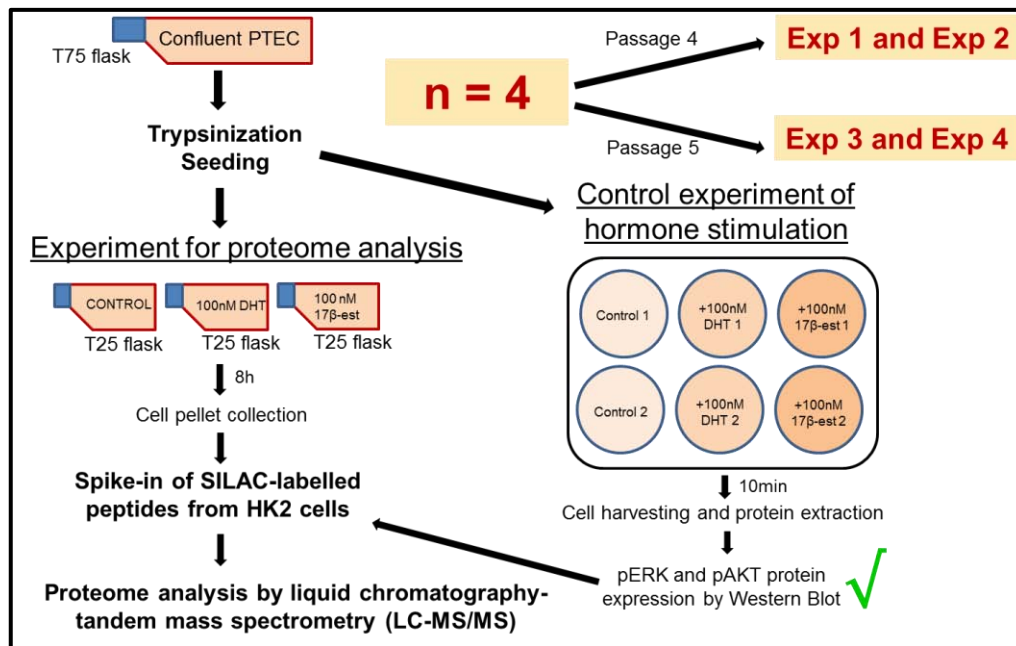 Confluent PTEC
T75 flask
Trypsinization
Seeding
n = 4
Passage 4
Exp 1 and Exp 2
Passage 5
Exp 3 and Exp 4
Experiment for proteome analysis
CONTROL
T25 flask
100nM DHT
T25 flask
100 nM
17β-est
T25 flask
8h
Cell pellet collection
Spike-in of SILAC-labelled
peptides from HK2 cells
Proteome analysis by liquid chromatography-
tandem mass spectrometry (LC-MS/MS)
Control experiment of
hormone stimulation
Control 1
+100nM
DHT 1
+100nM
17β-est 1
Control 2
+100nM
DHT 2
+100nM
17β-est 2
10min
Cell harvesting and protein extraction
pERK and pAKT protein
expression by Western Blot